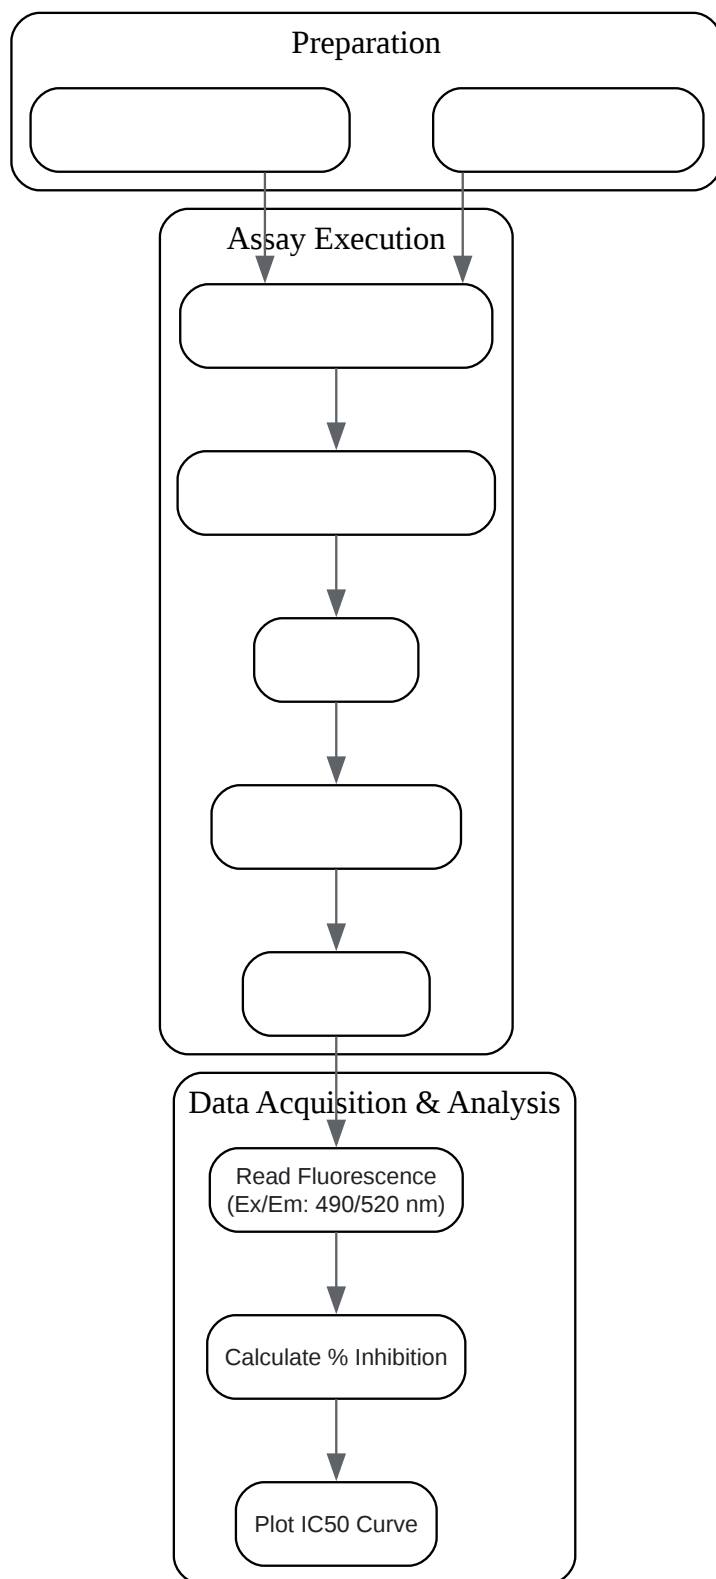 Preparation
Assay Execution
Data Acquisition & Analysis
Read Fluorescence
(Ex/Em: 490/520 nm)
Calculate % Inhibition
Plot IC50 Curve